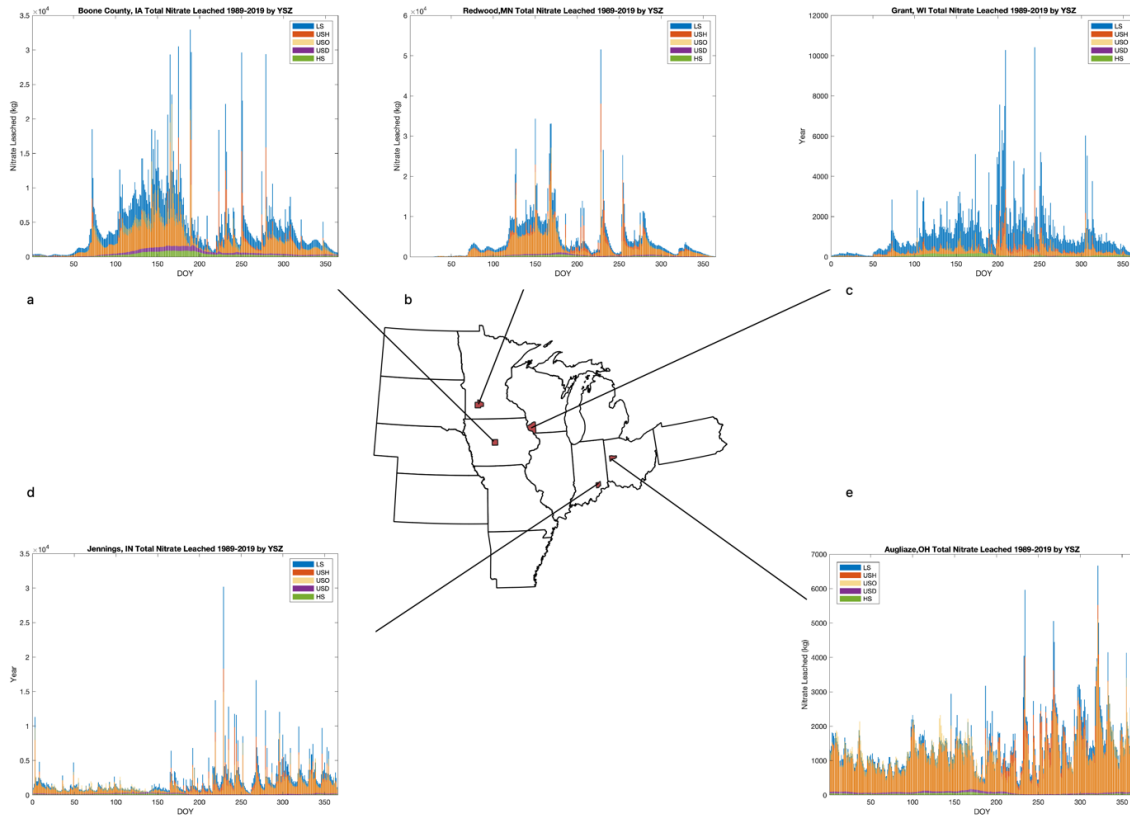 Boone County, IA Total Nitrate Leached 1989-2019 by YSZ
×10⁴
3.5
3
2.5
2
1.5
1
0.5
0
Nitrate Leached (kg)
0 50 100 150 200 250 300 350
DOY
LS
USH
USO
USD
HS
a
Redwood,MN Total Nitrate Leached 1989-2019 by YSZ
×10⁴
6
5
4
3
2
1
0
Nitrate Leached (kg)
50 100 150 200 250 300 350
DOY
LS
USH
USO
USD
HS
b
Grant, WI Total Nitrate Leached 1989-2019 by YSZ
12000
10000
8000
6000
4000
2000
0
Year
0 50 100 150 200 250 300 350
DOY
LS
USH
USO
USD
HS
c
d
Jennings, IN Total Nitrate Leached 1989-2019 by YSZ
×10⁴
3.5
3
2.5
2
1.5
1
0.5
0
Year
0 50 100 150 200 250 300 350
DOY
LS
USH
USO
USD
HS
e
Augliaze,OH Total Nitrate Leached 1989-2019 by YSZ
7000
6000
5000
4000
3000
2000
1000
0
Nitrate Leached (kg)
50 100 150 200 250 300 350
DOY
LS
USH
USO
USD
HS